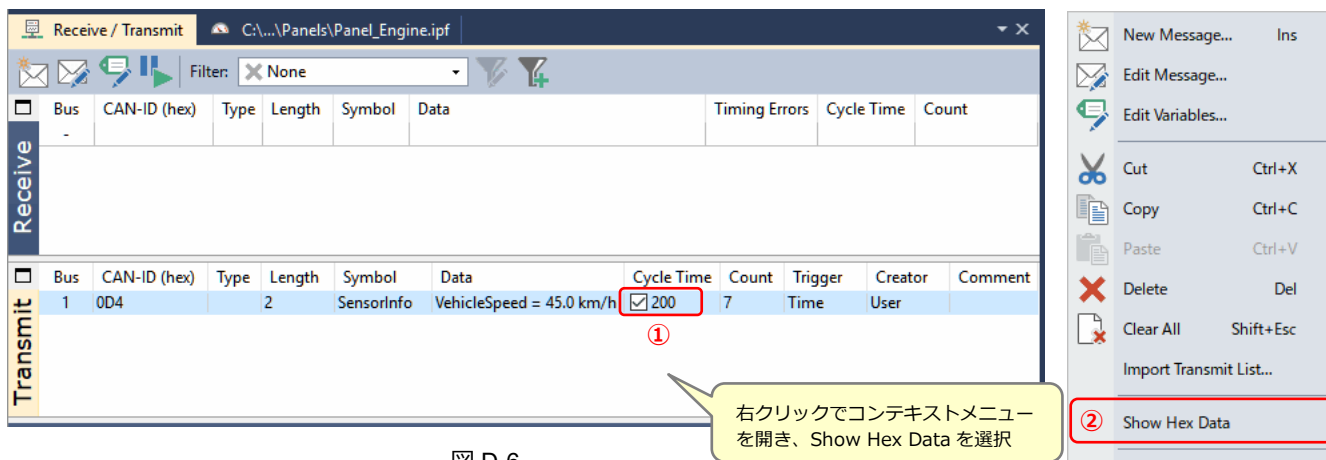 Receive / Transmit
C:\...\Panels\Panel_Engine.ipf
Filter: None
Bus CAN-ID (hex) Type Length Symbol Data Timing Errors Cycle Time Count
-
Receive
Bus CAN-ID (hex) Type Length Symbol Data Cycle Time Count Trigger Creator Comment
1 0D4 2 SensorInfo VehicleSpeed = 45.0 km/h 200 7 Time User
Transmit
①
右クリックでコンテキストメニュー
を開き、Show Hex Data を選択
New Message... Ins
Edit Message...
Edit Variables...
Cut Ctrl+X
Copy Ctrl+C
Paste Ctrl+V
Delete Del
Clear All Shift+Esc
Import Transmit List...
② Show Hex Data